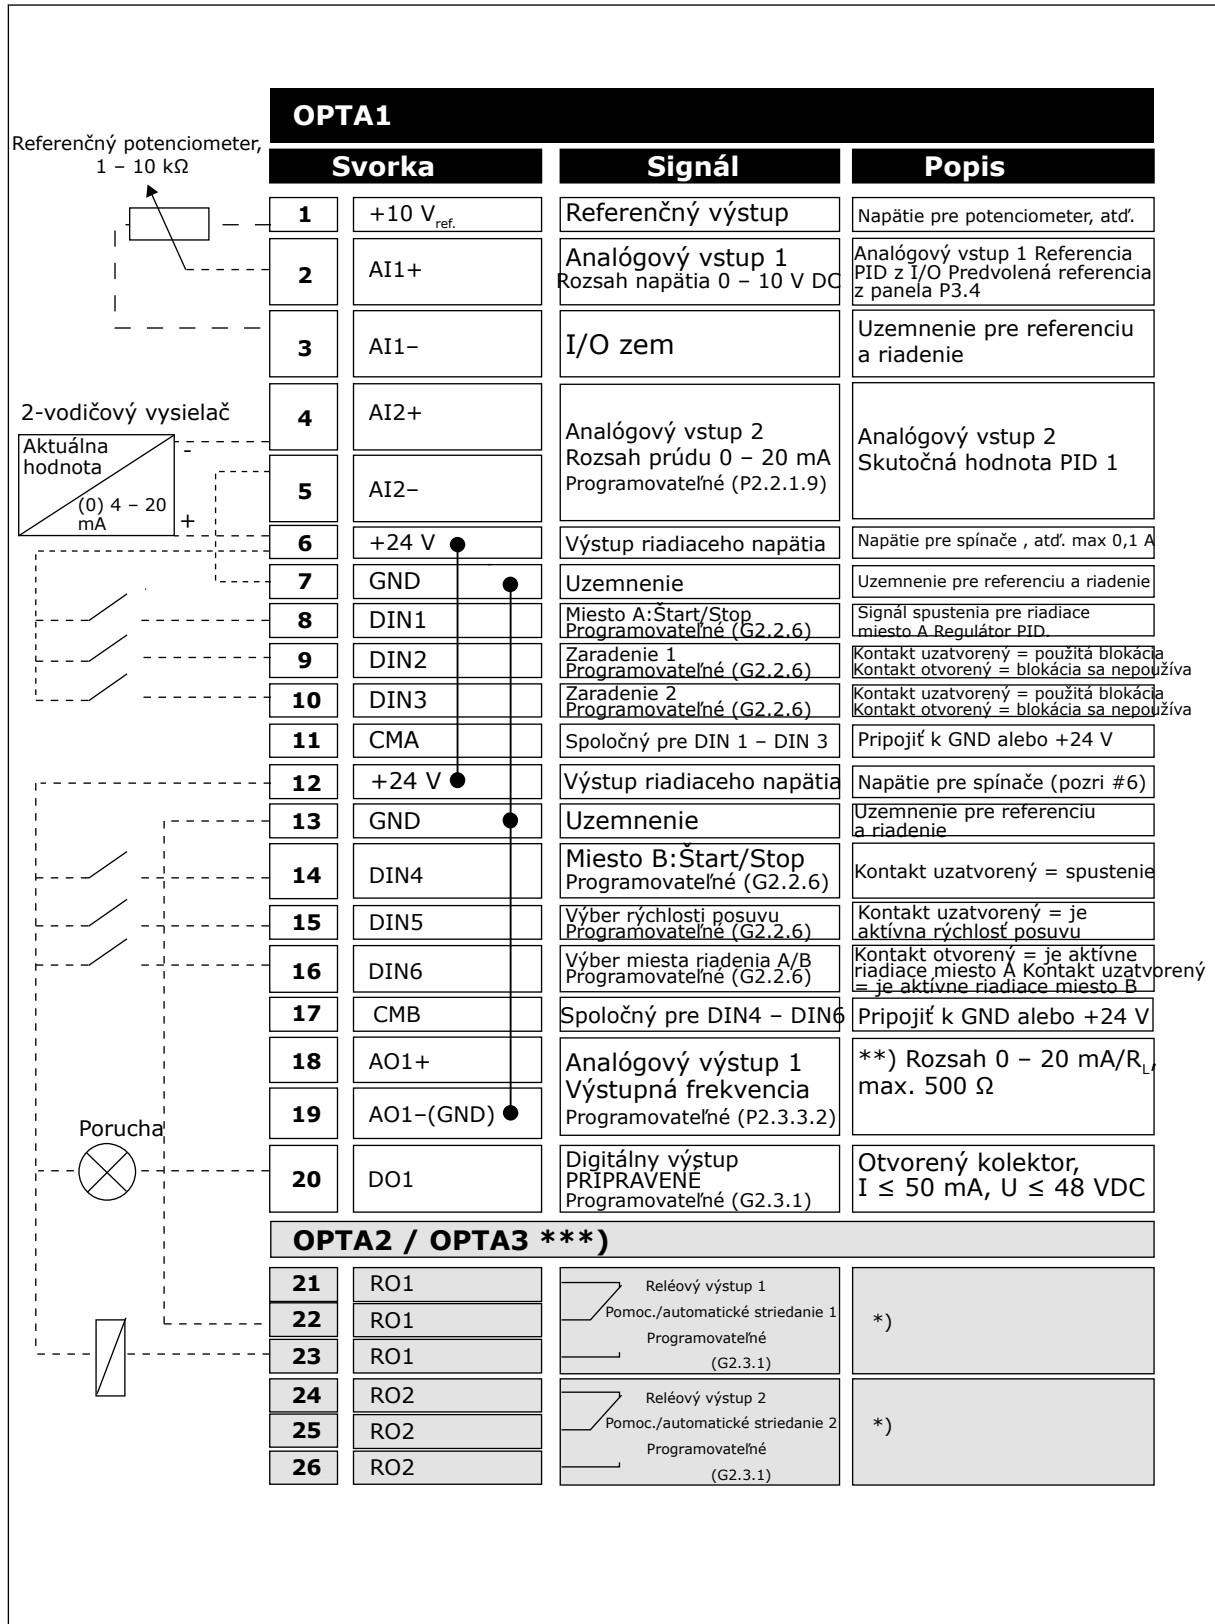 OPTA1
Referenčný potenciometer,
1 – 10 kΩ
Svorka Signál Popis
1 +10 Vref. Referenčný výstup Napätie pre potenciometer, atď.
2 AI1+ Analógový vstup 1
Rozsah napätia 0 – 10 V DC
Analógový vstup 1 Referencia
PID z I/O Predvolená referencia
z panela P3.4
3 AI1– I/O zem
Uzemnenie pre referenciu
a riadenie
2-vodičový vysielač
Aktuálna
hodnota
-
(0) 4 – 20
mA
+
4 AI2+
5 AI2–
Analógový vstup 2
Rozsah prúdu 0 – 20 mA
Programovateľné (P2.2.1.9)
Analógový vstup 2
Skutočná hodnota PID 1
6 +24 V Výstup riadiaceho napätia Napätie pre spínače , atď. max 0,1 A
7 GND Uzemnenie Uzemnenie pre referenciu a riadenie
8 DIN1 Miesto A:Štart/Stop
Programovateľné (G2.2.6)
Signál spustenia pre riadiace
miesto A Regulátor PID.
9 DIN2 Zaradenie 1
Programovateľné (G2.2.6)
Kontakt uzatvorený = použitá blokácia
Kontakt otvorený = blokácia sa nepoužíva
10 DIN3 Zaradenie 2
Programovateľné (G2.2.6)
Kontakt uzatvorený = použitá blokácia
Kontakt otvorený = blokácia sa nepoužíva
11 CMA Spoločný pre DIN 1 – DIN 3 Pripojiť k GND alebo +24 V
12 +24 V Výstup riadiaceho napätia Napätie pre spínače (pozri #6)
13 GND Uzemnenie
Uzemnenie pre referenciu
a riadenie
14 DIN4 Miesto B:Štart/Stop
Programovateľné (G2.2.6)
Kontakt uzatvorený = spustenie
15 DIN5 Výber rýchlosti posuvu
Programovateľné (G2.2.6)
Kontakt uzatvorený = je
aktívna rýchlosť posuvu
16 DIN6 Výber miesta riadenia A/B
Programovateľné (G2.2.6)
Kontakt otvorený = je aktívne
riadiace miesto A Kontakt uzatvorený
= je aktívne riadiace miesto B
17 CMB Spoločný pre DIN4 – DIN6 Pripojiť k GND alebo +24 V
18 AO1+
19 AO1–(GND)
Analógový výstup 1
Výstupná frekvencia
Programovateľné (P2.3.3.2)
**) Rozsah 0 – 20 mA/RL,
max. 500 Ω
Porucha
20 DO1 Digitálny výstup
PRIPRAVENÉ
Programovateľné (G2.3.1)
Otvorený kolektor,
I ≤ 50 mA, U ≤ 48 VDC
OPTA2 / OPTA3 ***)
21 RO1
22 RO1
23 RO1
Reléový výstup 1
Pomoc./automatické striedanie 1
Programovateľné
(G2.3.1)
*)
24 RO2
25 RO2
26 RO2
Reléový výstup 2
Pomoc./automatické striedanie 2
Programovateľné
(G2.3.1)
*)